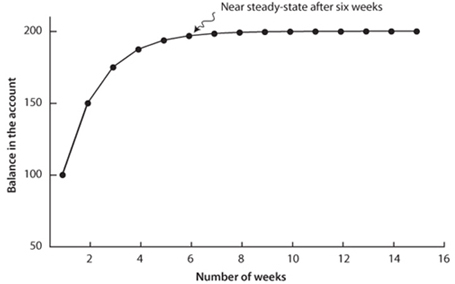 Near steady-state after six weeks
200
150
100
50
Balance in the account
2 4 6 8 10 12 14 16
Number of weeks